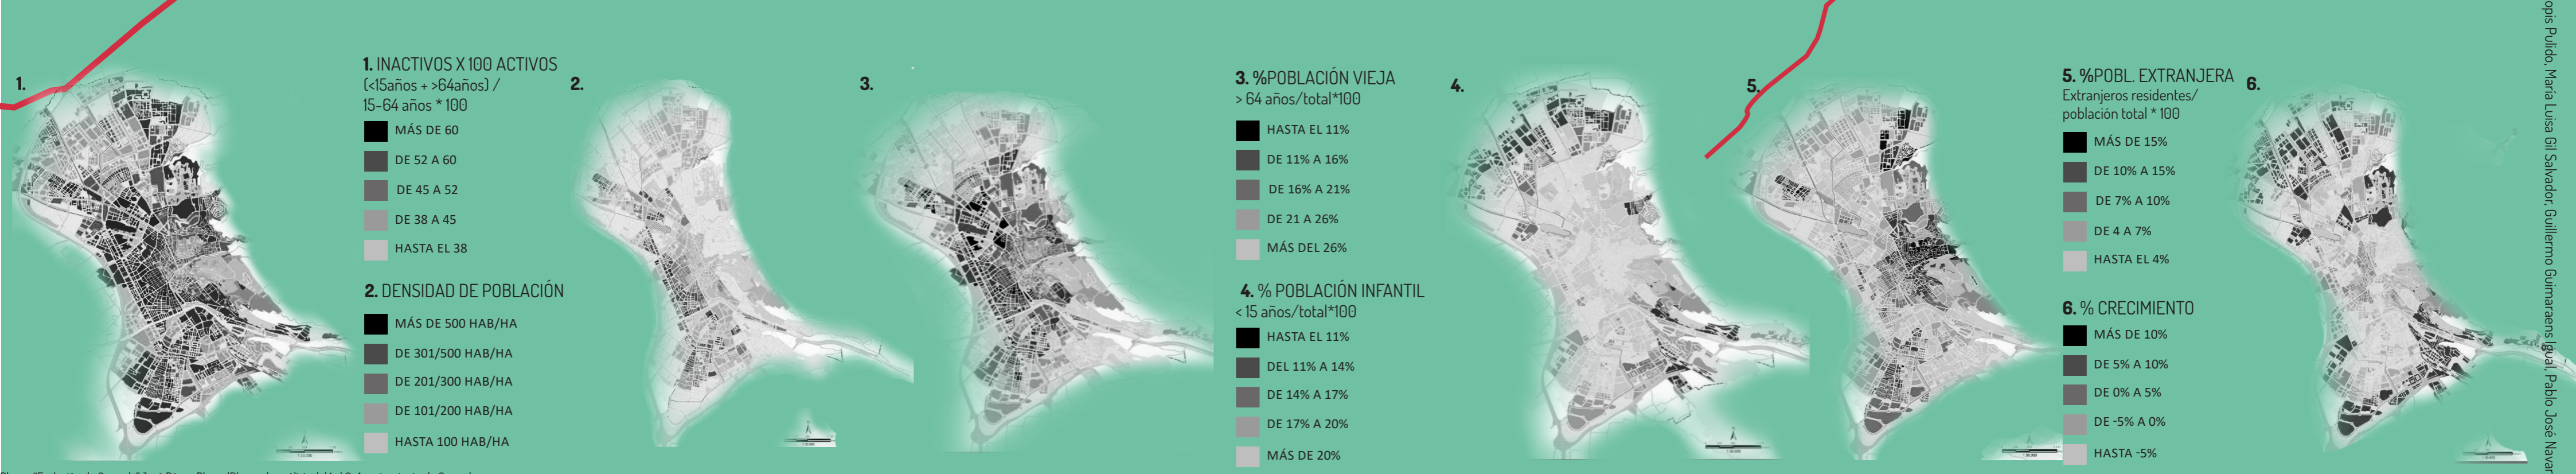 1.
1. INACTIVOS X 100 ACTIVOS
(<15años + >64años) /
15-64 años * 100
MÁS DE 60
DE 52 A 60
DE 45 A 52
DE 38 A 45
HASTA EL 38
2. DENSIDAD DE POBLACIÓN
MÁS DE 500 HAB/HA
DE 301/500 HAB/HA
DE 201/300 HAB/HA
DE 101/200 HAB/HA
HASTA 100 HAB/HA
2.
3.
3. %POBLACIÓN VIEJA
> 64 años/total*100
HASTA EL 11%
DE 11% A 16%
DE 16% A 21%
DE 21 A 26%
MÁS DEL 26%
4. % POBLACIÓN INFANTIL
< 15 años/total*100
HASTA EL 11%
DEL 11% A 14%
DE 14% A 17%
DE 17% A 20%
MÁS DE 20%
4.
5.
5. %POBL. EXTRANJERA
Extranjeros residentes/
población total * 100
MÁS DE 15%
DE 10% A 15%
DE 7% A 10%
DE 4 A 7%
HASTA EL 4%
6. % CRECIMIENTO
MÁS DE 10%
DE 5% A 10%
DE 0% A 5%
DE -5% A 0%
HASTA -5%
6.
opis Pulido, María Luisa Gil Salvador, Guillermo Guimaraens Igual, Pablo José Navar